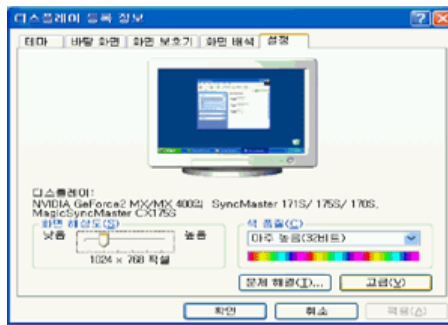 디스플레이 등록 정보
테마 바탕 화면 화면 보호기 화면 배색 설정
디스플레이:
NVIDIA GeForce2 MX/MX 400의 SyncMaster 171S/ 175S/ 170S,
MagicSyncMaster CX175S
화면 해상도(S) 색 품질(C)
낮음 높음 아주 높음(32비트)
1024 × 768 픽셀
문제 해결(T)... 고급(V)
확인 취소 적용(A)